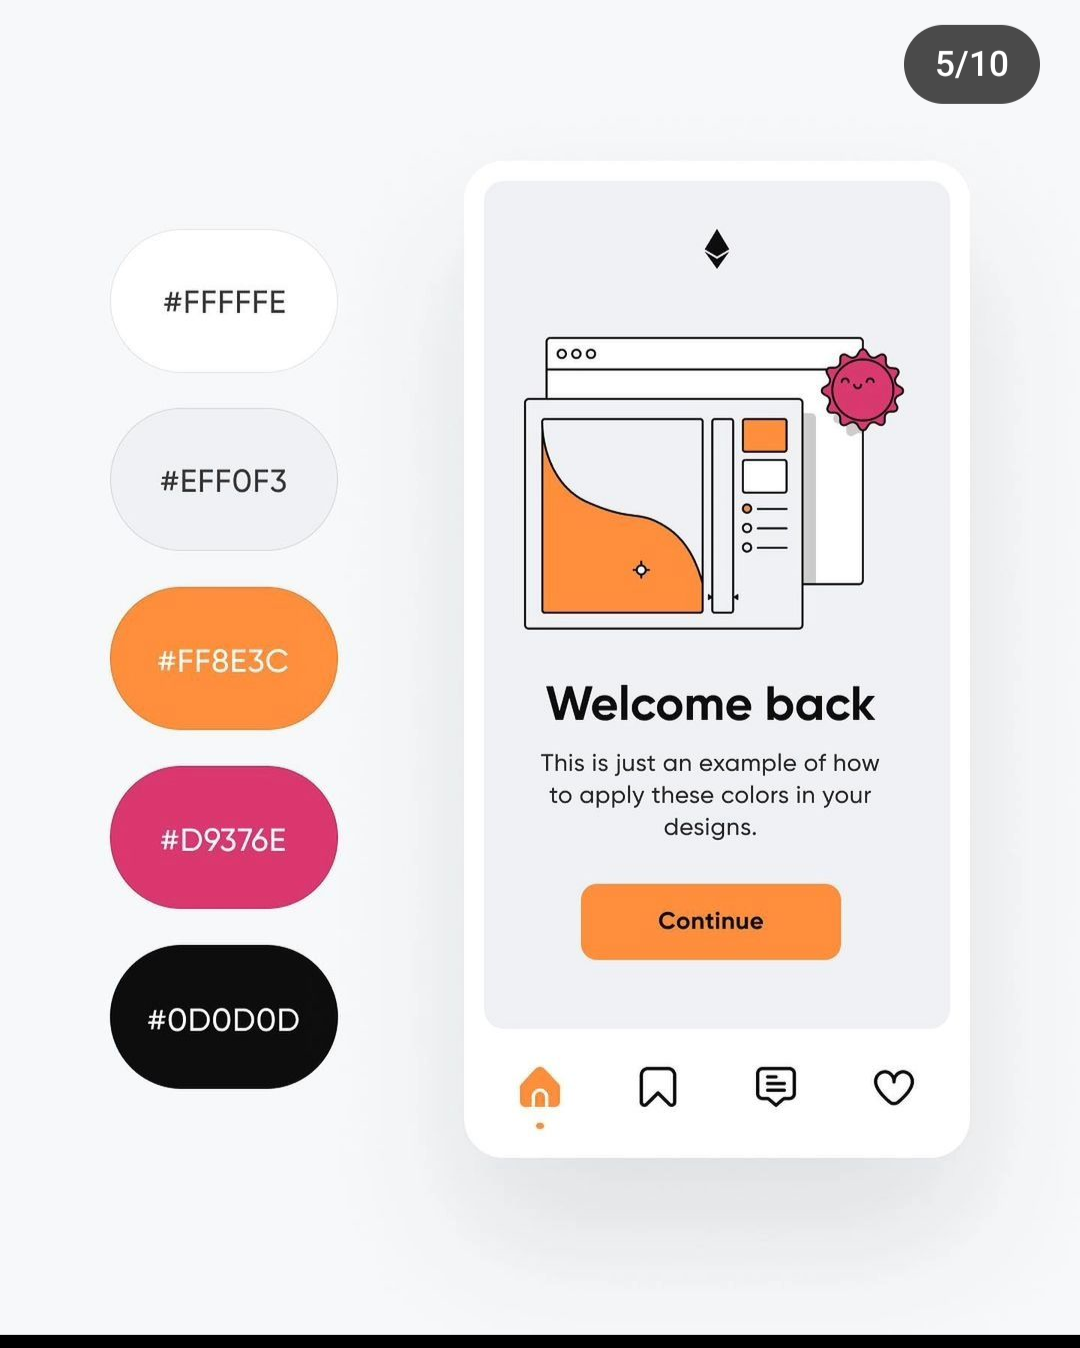 5/10
#FFFFFE
#EFF0F3
#FF8E3C
#D9376E
#0D0D0D
Welcome back
This is just an example of how
to apply these colors in your
designs.
Continue